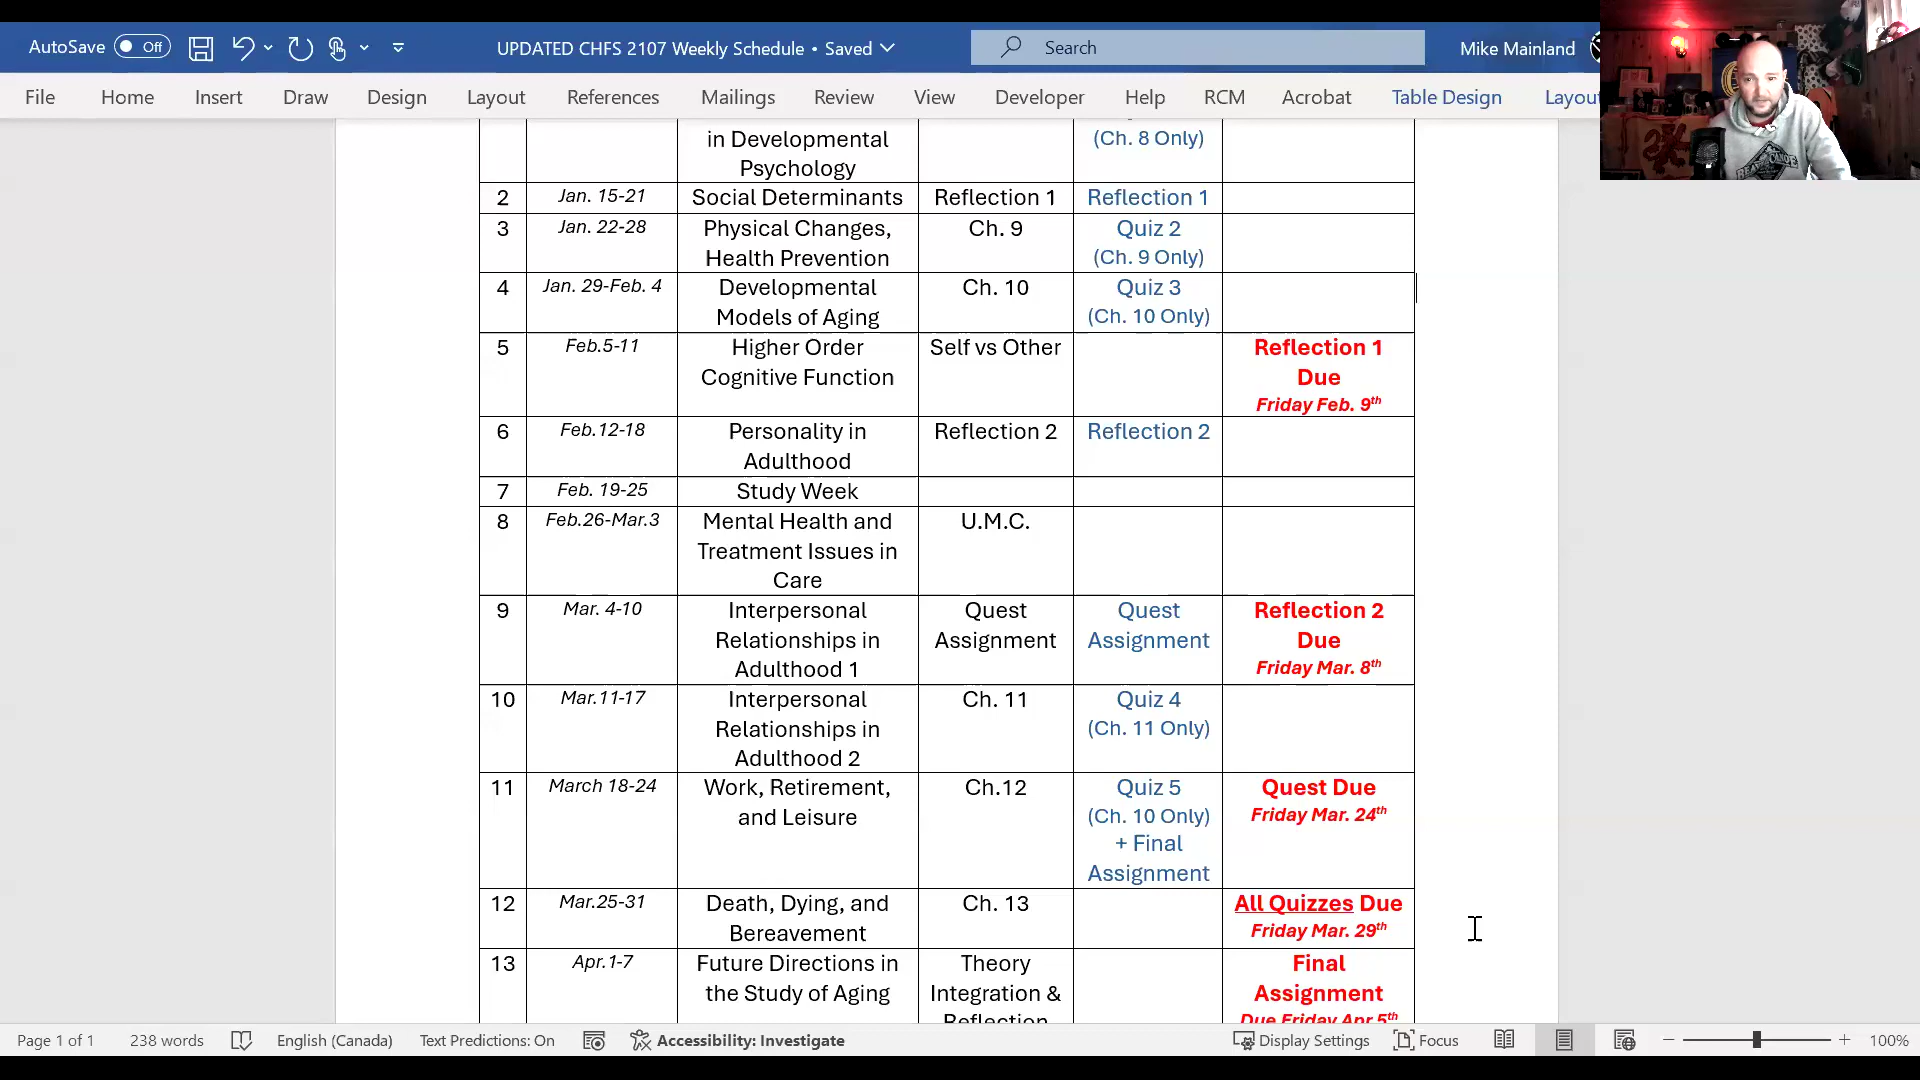 AutoSave Off UPDATED CHFS 2107 Weekly Schedule • Saved Search Mike Mainland
File Home Insert Draw Design Layout References Mailings Review View Developer Help RCM Acrobat Table Design Layou
in Developmental
Psychology
(Ch. 8 Only)
2 Jan. 15-21 Social Determinants Reflection 1 Reflection 1
3 Jan. 22-28 Physical Changes, Ch. 9 Quiz 2
Health Prevention (Ch. 9 Only)
4 Jan. 29-Feb. 4 Developmental Ch. 10 Quiz 3
Models of Aging (Ch. 10 Only)
5 Feb.5-11 Higher Order Self vs Other Reflection 1
Cognitive Function Due
Friday Feb. 9th
6 Feb.12-18 Personality in Reflection 2 Reflection 2
Adulthood
7 Feb. 19-25 Study Week
8 Feb.26-Mar.3 Mental Health and U.M.C.
Treatment Issues in
Care
9 Mar. 4-10 Interpersonal Quest Quest Reflection 2
Relationships in Assignment Assignment Due
Adulthood 1 Friday Mar. 8th
10 Mar.11-17 Interpersonal Ch. 11 Quiz 4
Relationships in (Ch. 11 Only)
Adulthood 2
11 March 18-24 Work, Retirement, Ch.12 Quiz 5 Quest Due
and Leisure (Ch. 10 Only) Friday Mar. 24th
+ Final
Assignment
12 Mar.25-31 Death, Dying, and Ch. 13 All Quizzes Due
Bereavement Friday Mar. 29th
13 Apr.1-7 Future Directions in Theory Final
the Study of Aging Integration & Assignment
Reflection Due Friday Apr 5th
Page 1 of 1 238 words English (Canada) Text Predictions: On Accessibility: Investigate Display Settings Focus 100%